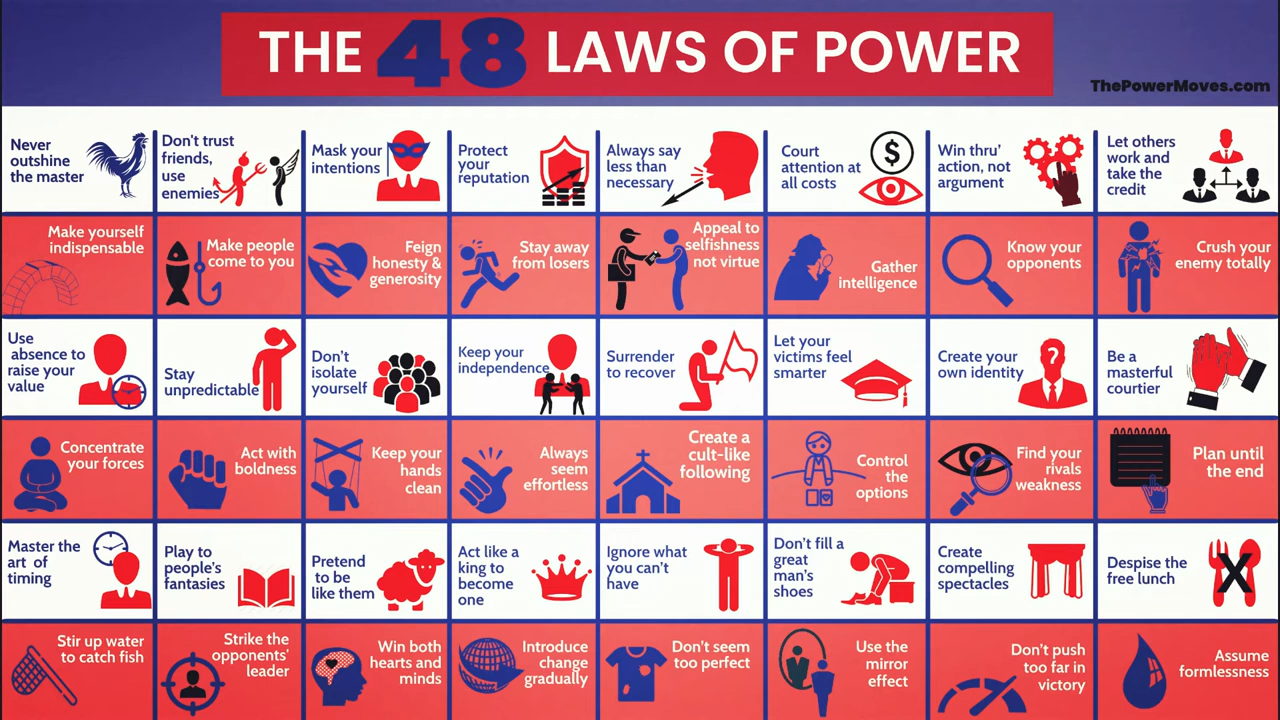 THE 48 LAWS OF POWER
ThePowerMoves.com
Never
outshine
the master
Don't trust
friends,
use
enemies
Mask your
intentions
Protect
your
reputation
Always say
less than
necessary
Court
attention at
all costs
$
Win thru'
action, not
argument
Let others
work and
take the
credit
Make yourself
indispensable
Make people
come to you
Feign
honesty &
generosity
Stay away
from losers
Appeal to
selfishness
not virtue
Gather
intelligence
Know your
opponents
Crush your
enemy totally
Use
absence to
raise your
value
Stay
unpredictable
Don't
isolate
yourself
Keep your
independence
Surrender
to recover
Let your
victims feel
smarter
Create your
own identity
?
Be a
masterful
courtier
Concentrate
your forces
Act with
boldness
Keep your
hands
clean
Always
seem
effortless
Create a
cult-like
following
Control
the
options
Find your
rivals
weakness
Plan until
the end
Master the
art of
timing
Play to
people's
fantasies
Pretend
to be
like them
Act like a
king to
become
one
Ignore what
you can't
have
Don't fill a
great
man's
shoes
Create
compelling
spectacles
Despise the
free lunch
X
Stir up water
to catch fish
Strike the
opponents'
leader
Win both
hearts and
minds
Introduce
change
gradually
Don't seem
too perfect
Use the
mirror
effect
Don't push
too far in
victory
Assume
formlessness